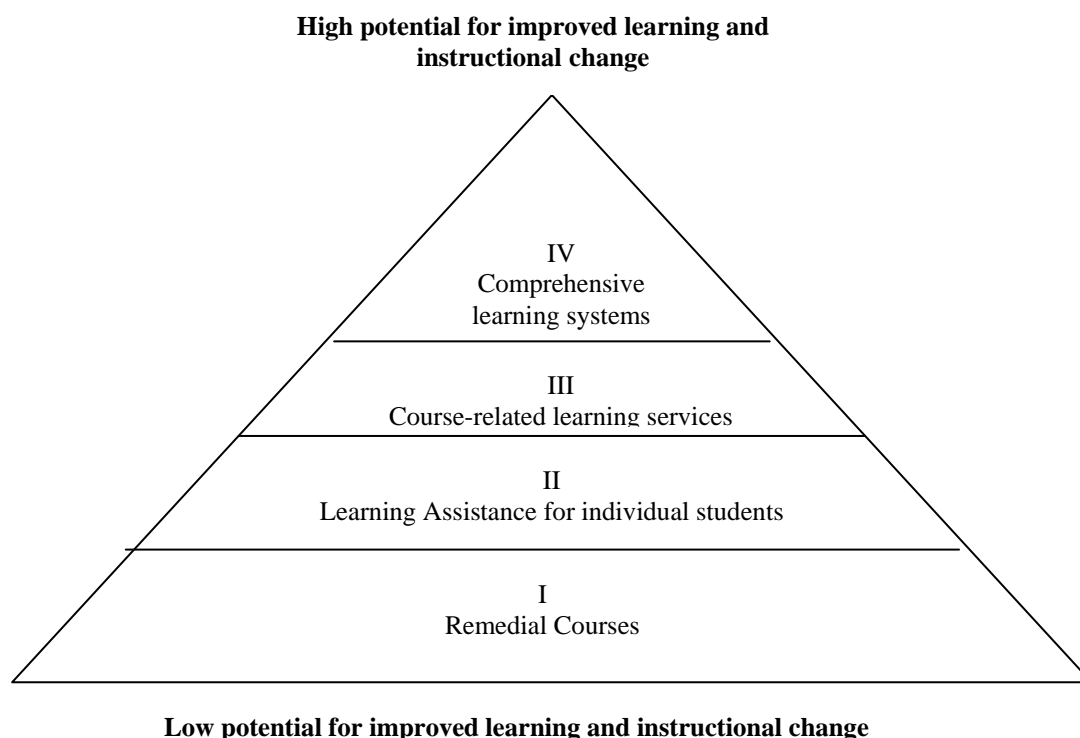 High potential for improved learning and
instructional change
IV
Comprehensive
learning systems
III
Course-related learning services
II
Learning Assistance for individual students
I
Remedial Courses
Low potential for improved learning and instructional change